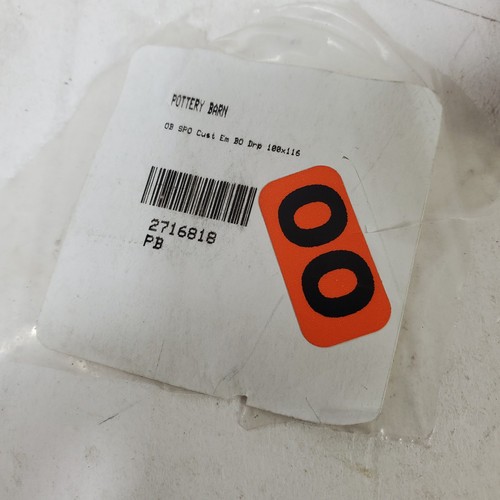 POTTERY BARN
OB SPO Cust Em BO Drp 100x116
2716818
PB
00